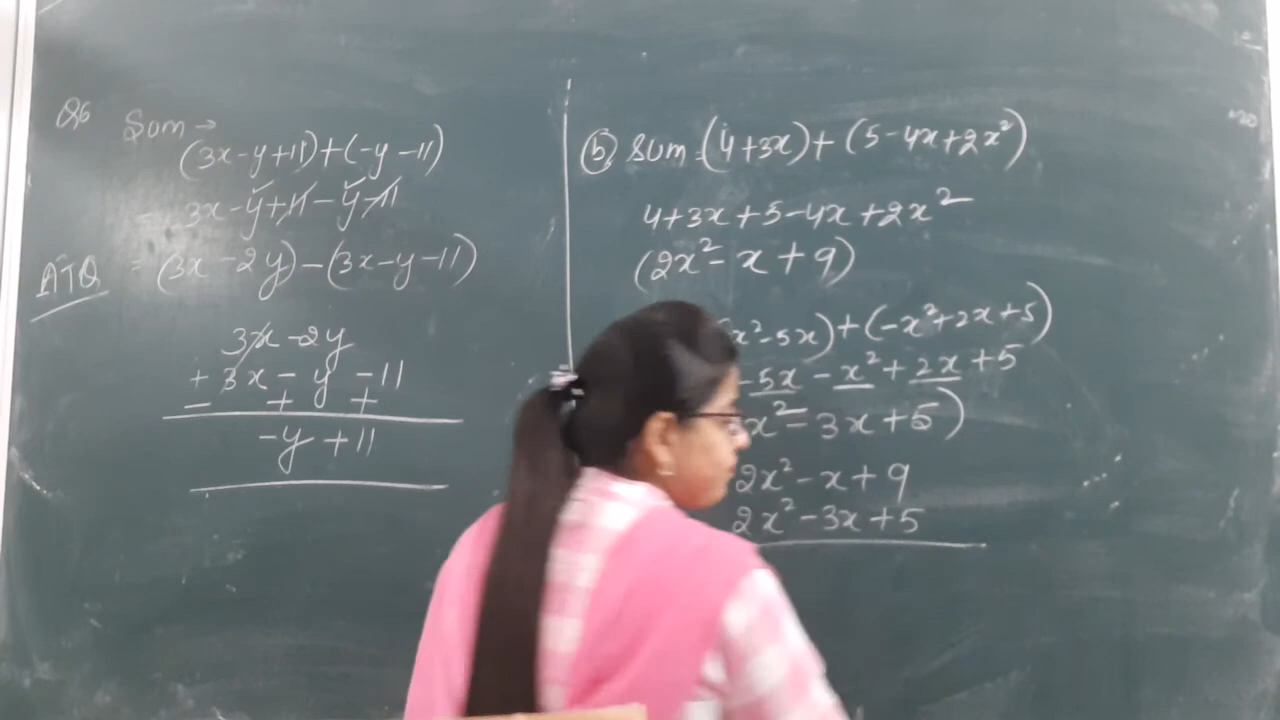 Q6 Sum →
(3x-y+11)+(-y-11)
= 3x-y+11-y-11
ATQ = (3x-2y)-(3x-y-11)
3x-2y
+3x-y-11
- + +
-y+11
(b) Sum = (4+3x)+(5-4x+2x²)
4+3x+5-4x+2x²
(2x²-x+9)
x²-5x)+(-x²+2x+5)
-5x-x²+2x+5
x²-3x+5)
2x²-x+9
2x²-3x+5